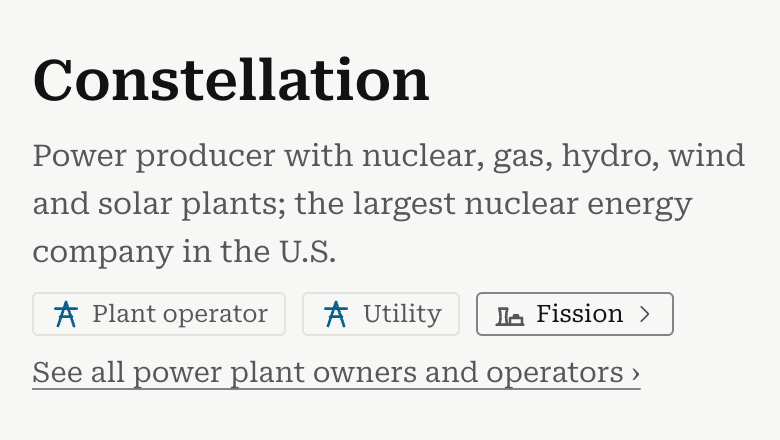 Constellation
Power producer with nuclear, gas, hydro, wind
and solar plants; the largest nuclear energy
company in the U.S.
Plant operator Utility Fission >
See all power plant owners and operators ›